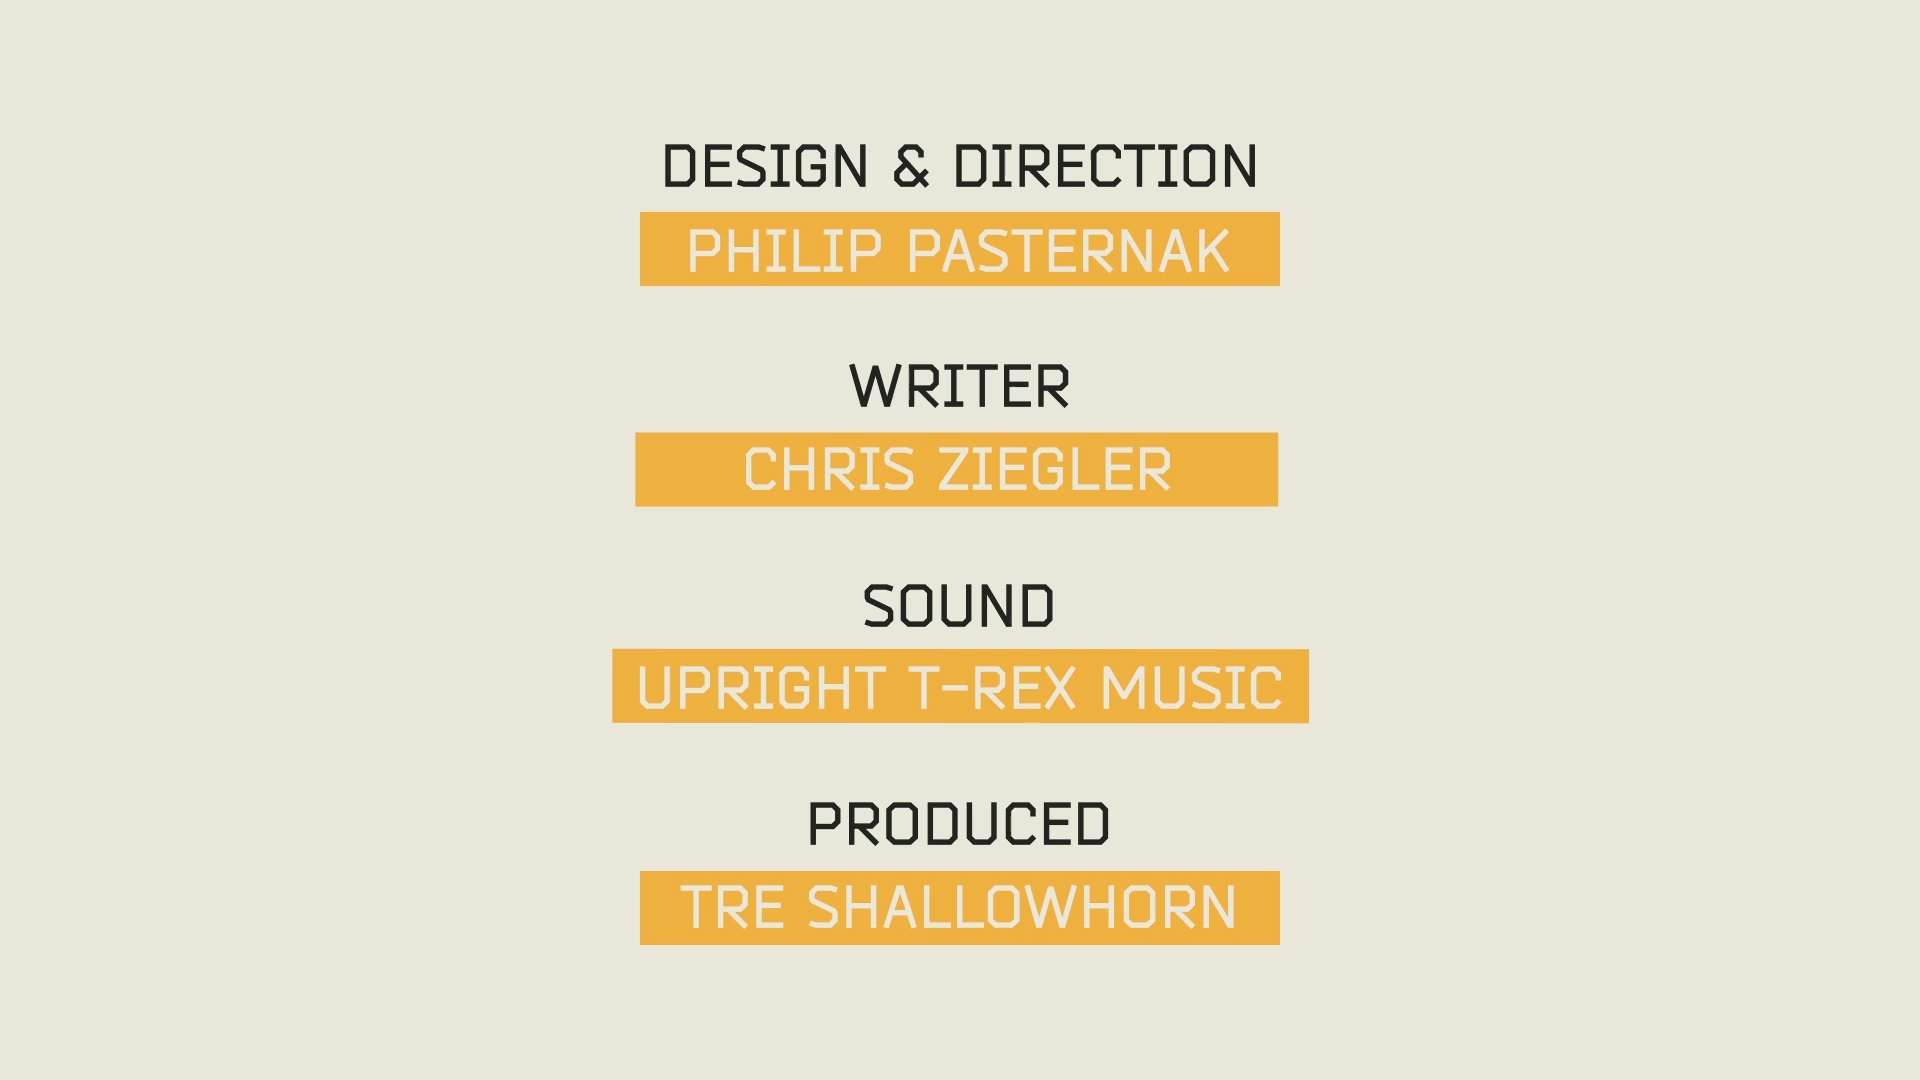 DESIGN & DIRECTION
PHILIP PASTERNAK
WRITER
CHRIS ZIEGLER
SOUND
UPRIGHT T-REX MUSIC
PRODUCED
TRE SHALLOWHORN